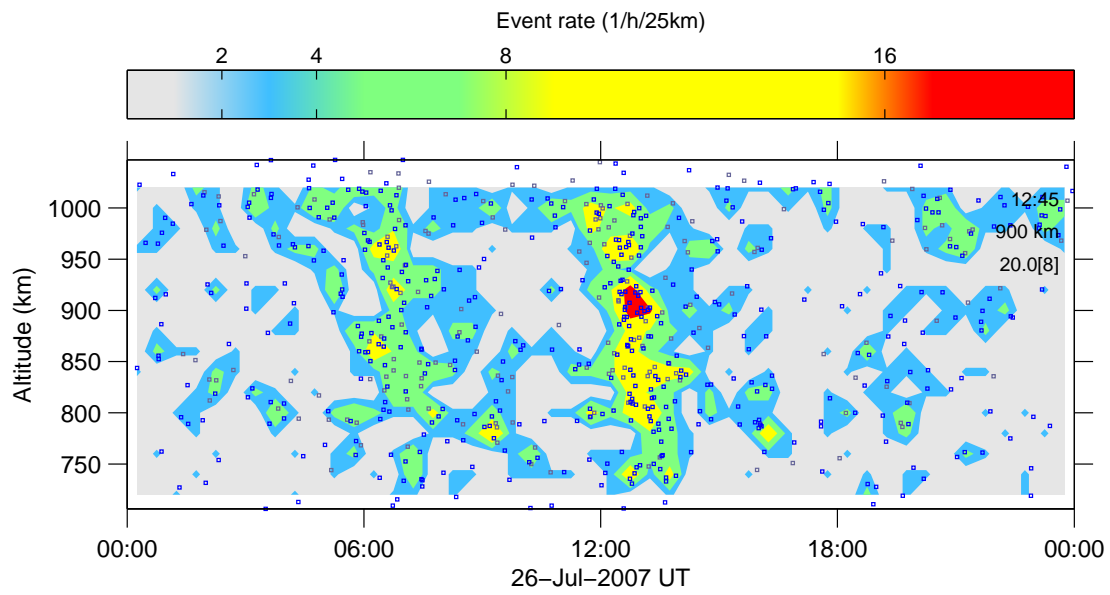 Event rate (1/h/25km)
2 4 8 16
Altitude (km)
1000
950
900
850
800
750
12:45
900 km
20.0[8]
00:00 06:00 12:00 18:00 00:00
26−Jul−2007 UT